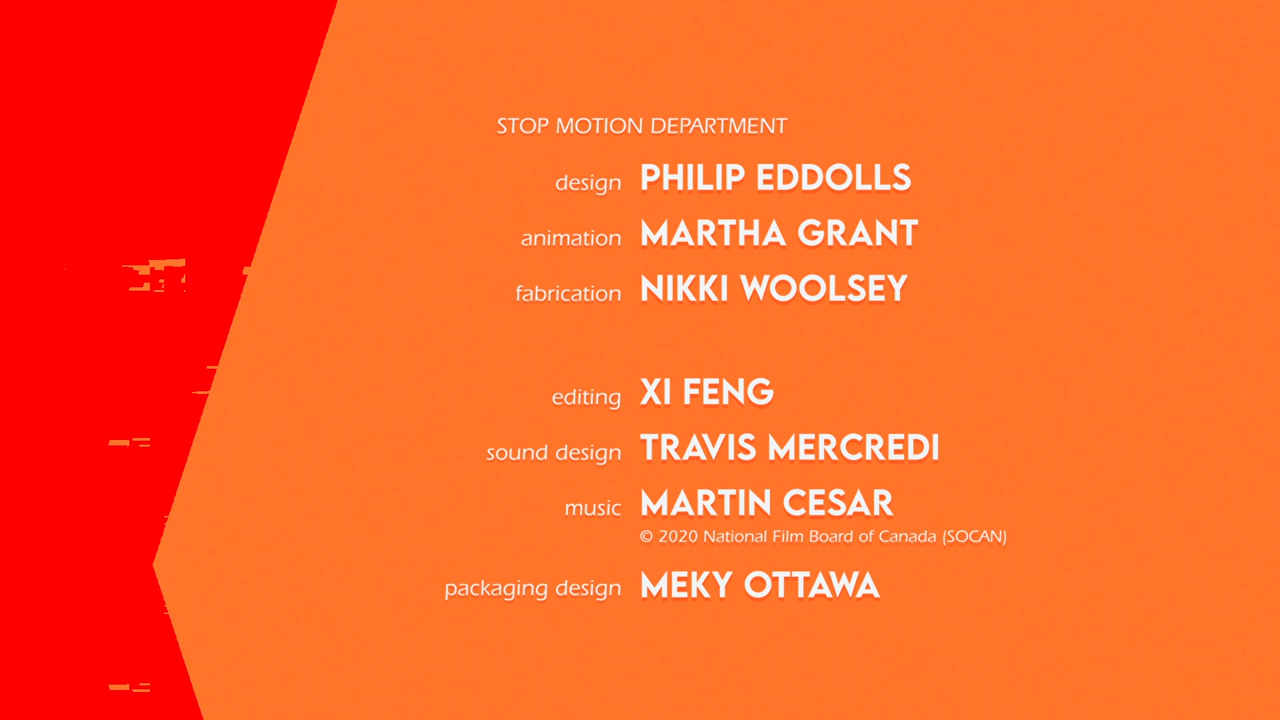 STOP MOTION DEPARTMENT
design PHILIP EDDOLLS
animation MARTHA GRANT
fabrication NIKKI WOOLSEY
editing XI FENG
sound design TRAVIS MERCREDI
music MARTIN CESAR
© 2020 National Film Board of Canada (SOCAN)
packaging design MEKY OTTAWA